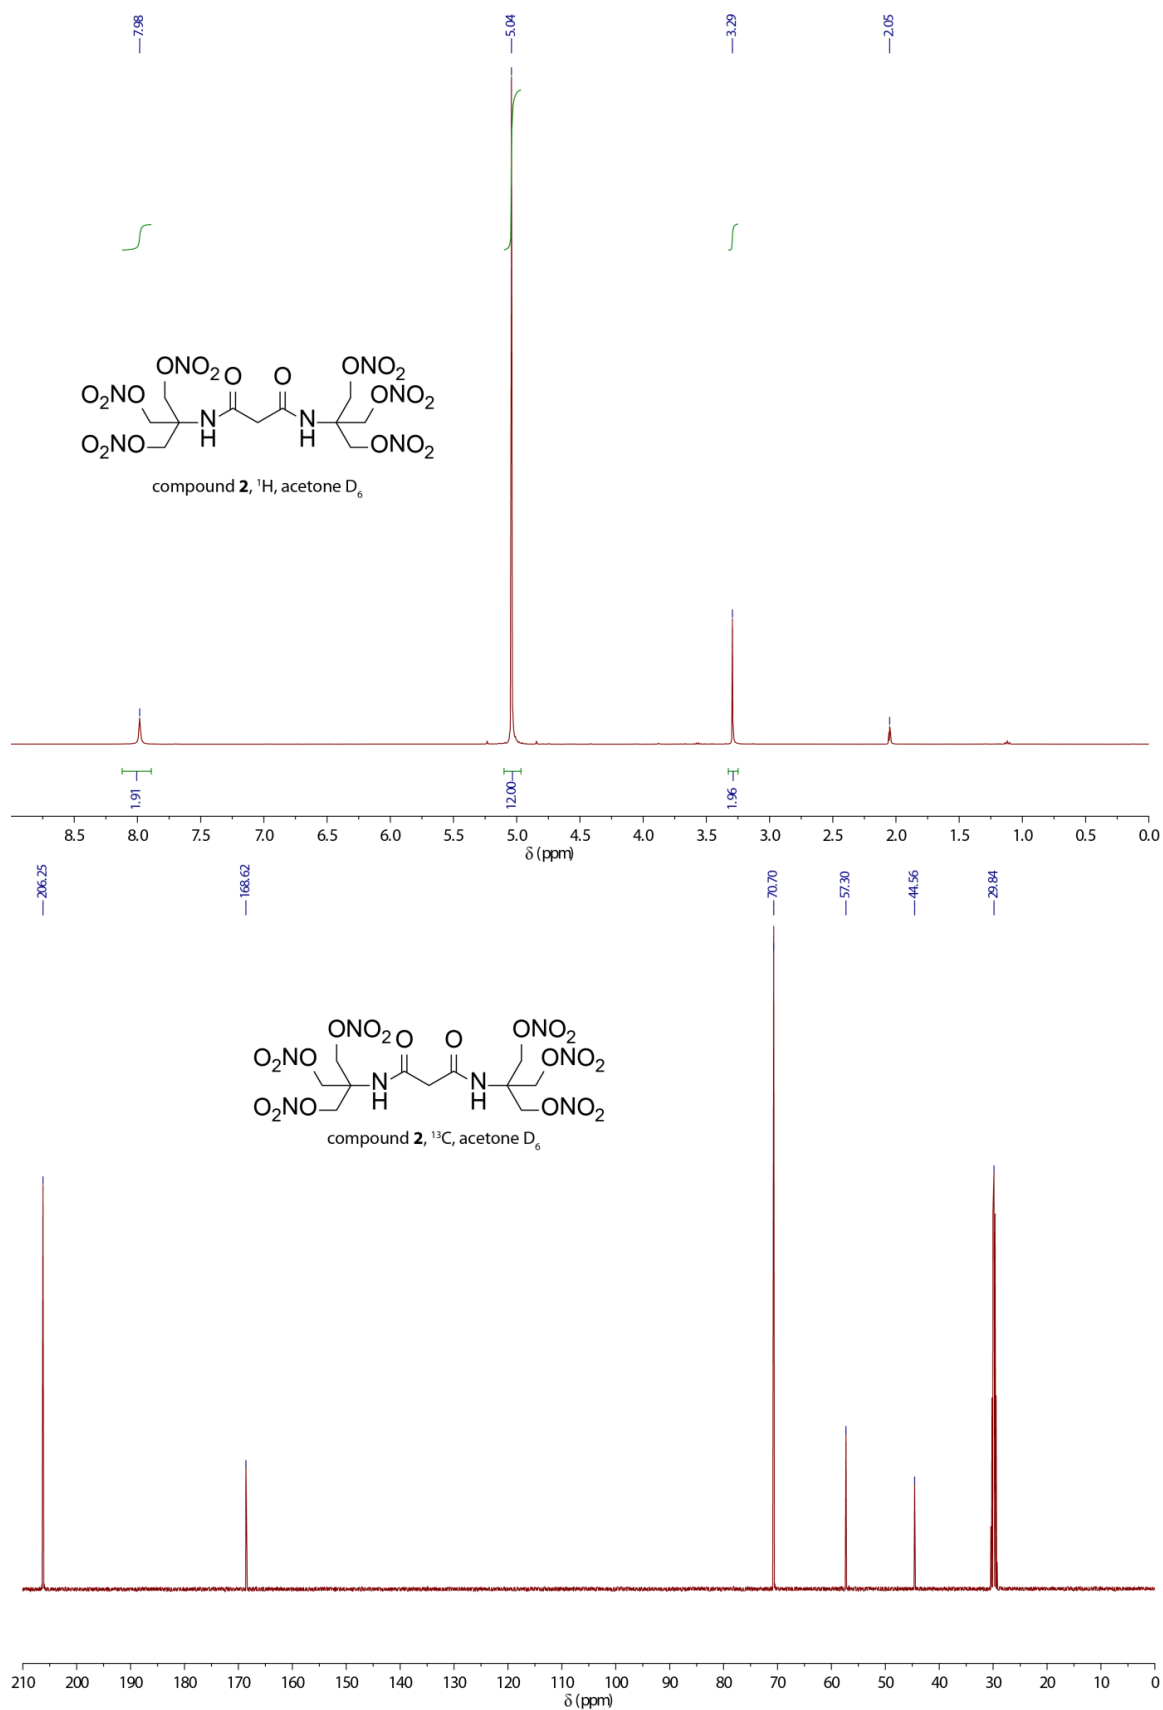 7.98 5.04 3.29 2.05
ONO₂ O O ONO₂
O₂NO ONO₂
N N
H H
O₂NO ONO₂
compound 2, ¹H, acetone D₆
1.91 12.00 1.96
8.5 8.0 7.5 7.0 6.5 6.0 5.5 5.0 4.5 4.0 3.5 3.0 2.5 2.0 1.5 1.0 0.5 0.0
δ (ppm)
206.25 168.62 70.70 57.30 44.56 29.84
ONO₂ O O ONO₂
O₂NO ONO₂
N N
H H
O₂NO ONO₂
compound 2, ¹³C, acetone D₆
210 200 190 180 170 160 150 140 130 120 110 100 90 80 70 60 50 40 30 20 10 0
δ (ppm)